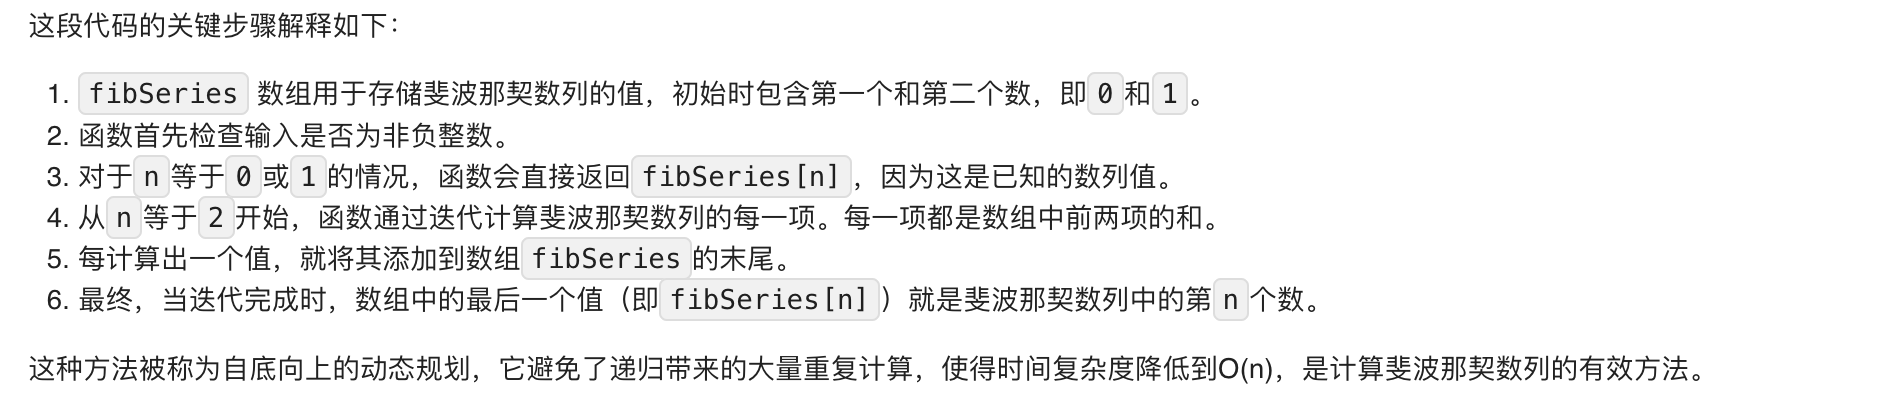 这段代码的关键步骤解释如下：
1. fibSeries 数组用于存储斐波那契数列的值，初始时包含第一个和第二个数，即 0 和 1 。
2. 函数首先检查输入是否为非负整数。
3. 对于 n 等于 0 或 1 的情况，函数会直接返回 fibSeries[n] ，因为这是已知的数列值。
4. 从 n 等于 2 开始，函数通过迭代计算斐波那契数列的每一项。每一项都是数组中前两项的和。
5. 每计算出一个值，就将其添加到数组 fibSeries 的末尾。
6. 最终，当迭代完成时，数组中的最后一个值（即 fibSeries[n] ）就是斐波那契数列中的第 n 个数。
这种方法被称为自底向上的动态规划，它避免了递归带来的大量重复计算，使得时间复杂度降低到O(n)，是计算斐波那契数列的有效方法。